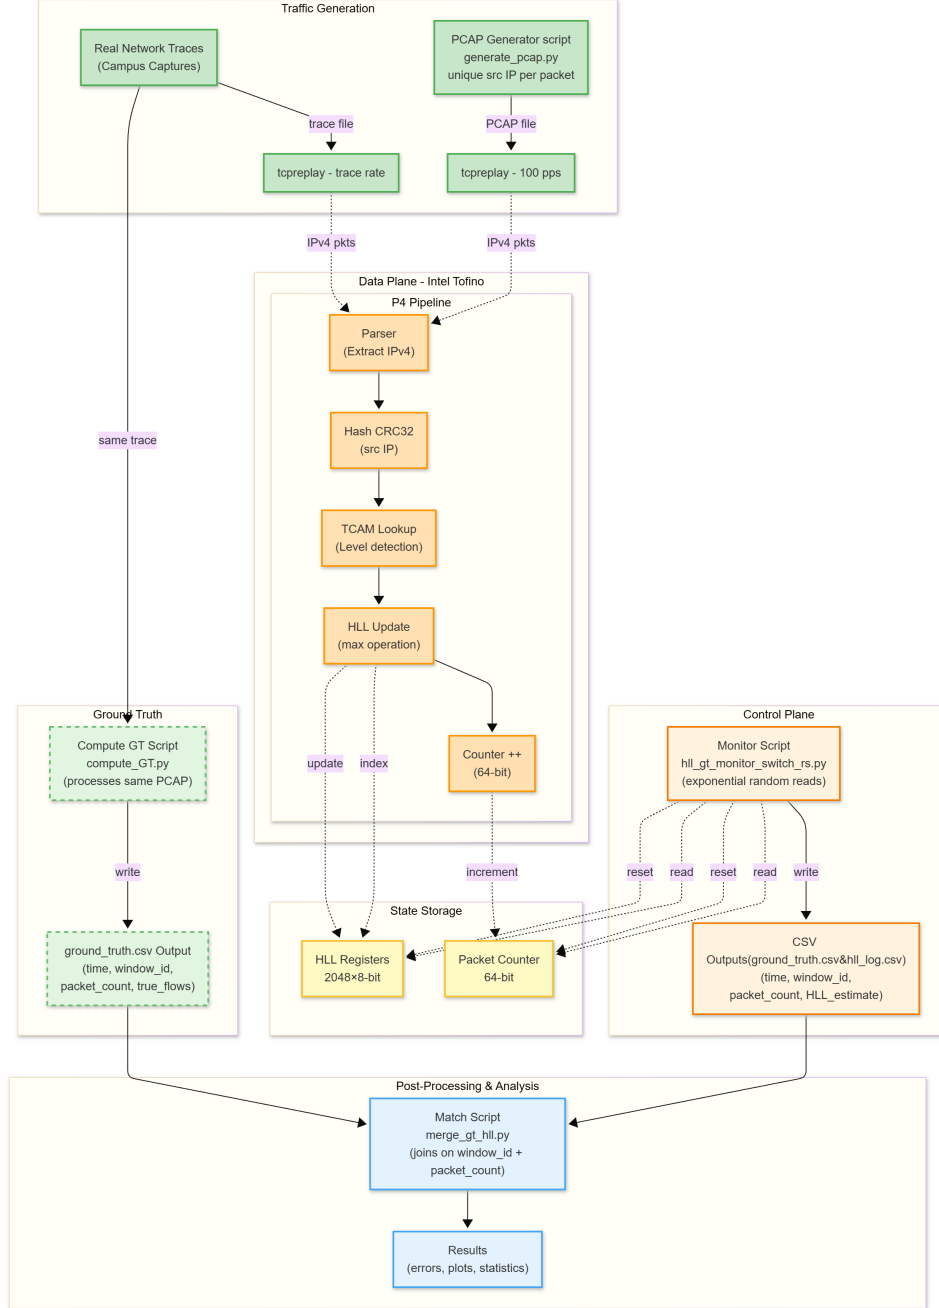 Traffic Generation
Real Network Traces
(Campus Captures)
PCAP Generator script
generate_pcap.py
unique src IP per packet
trace file
PCAP file
tcpreplay - trace rate
tcpreplay - 100 pps
IPv4 pkts
IPv4 pkts
Data Plane - Intel Tofino
P4 Pipeline
Parser
(Extract IPv4)
Hash CRC32
(src IP)
same trace
TCAM Lookup
(Level detection)
HLL Update
(max operation)
Ground Truth
Control Plane
Compute GT Script
compute_GT.py
(processes same PCAP)
update
index
Counter ++
(64-bit)
Monitor Script
hll_gt_monitor_switch_rs.py
(exponential random reads)
write
increment
reset
read
reset
read
write
State Storage
ground_truth.csv Output
(time, window_id,
packet_count, true_flows)
HLL Registers
2048×8-bit
Packet Counter
64-bit
CSV
Outputs(ground_truth.csv&hll_log.csv)
(time, window_id,
packet_count, HLL_estimate)
Post-Processing & Analysis
Match Script
merge_gt_hll.py
(joins on window_id +
packet_count)
Results
(errors, plots, statistics)